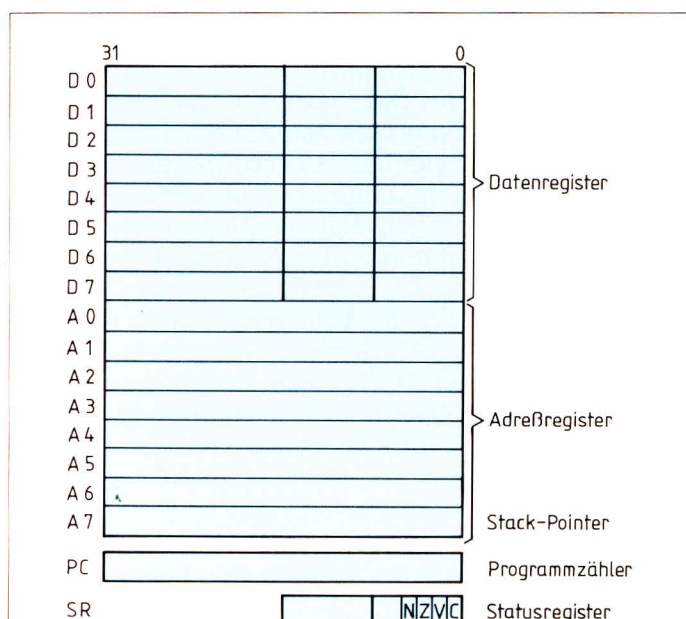 31 0
D 0
D 1
D 2
D 3 Datenregister
D 4
D 5
D 6
D 7
A 0
A 1
A 2
A 3
A 4 Adreßregister
A 5
A 6
A 7 Stack-Pointer
PC Programmzähler
SR N Z V C Statusregister